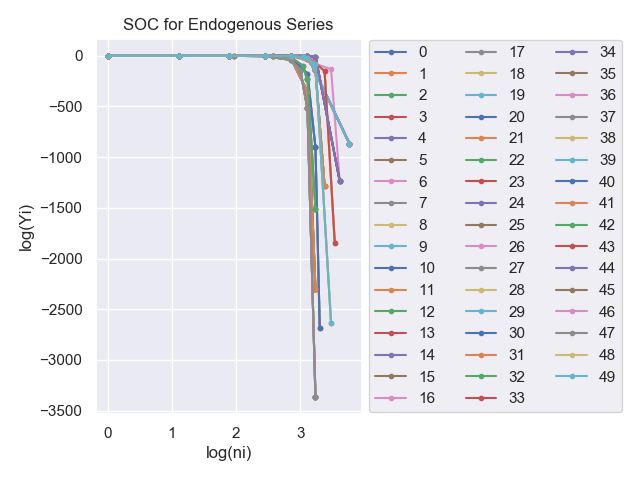 SOC for Endogenous Series
0
−500
−1000
−1500
−2000
−2500
−3000
−3500
log(Yi)
0 1 2 3
log(ni)
0 17 34
1 18 35
2 19 36
3 20 37
4 21 38
5 22 39
6 23 40
7 24 41
8 25 42
9 26 43
10 27 44
11 28 45
12 29 46
13 30 47
14 31 48
15 32 49
16 33